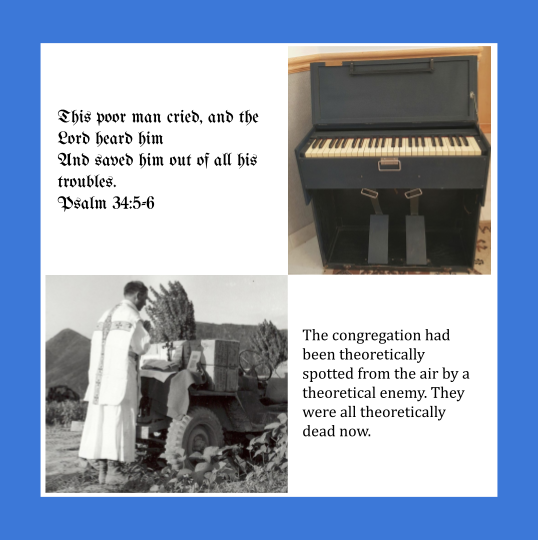 This poor man cried, and the
Lord heard him
And saved him out of all his
troubles.
Psalm 34:5-6
The congregation had
been theoretically
spotted from the air by a
theoretical enemy. They
were all theoretically
dead now.